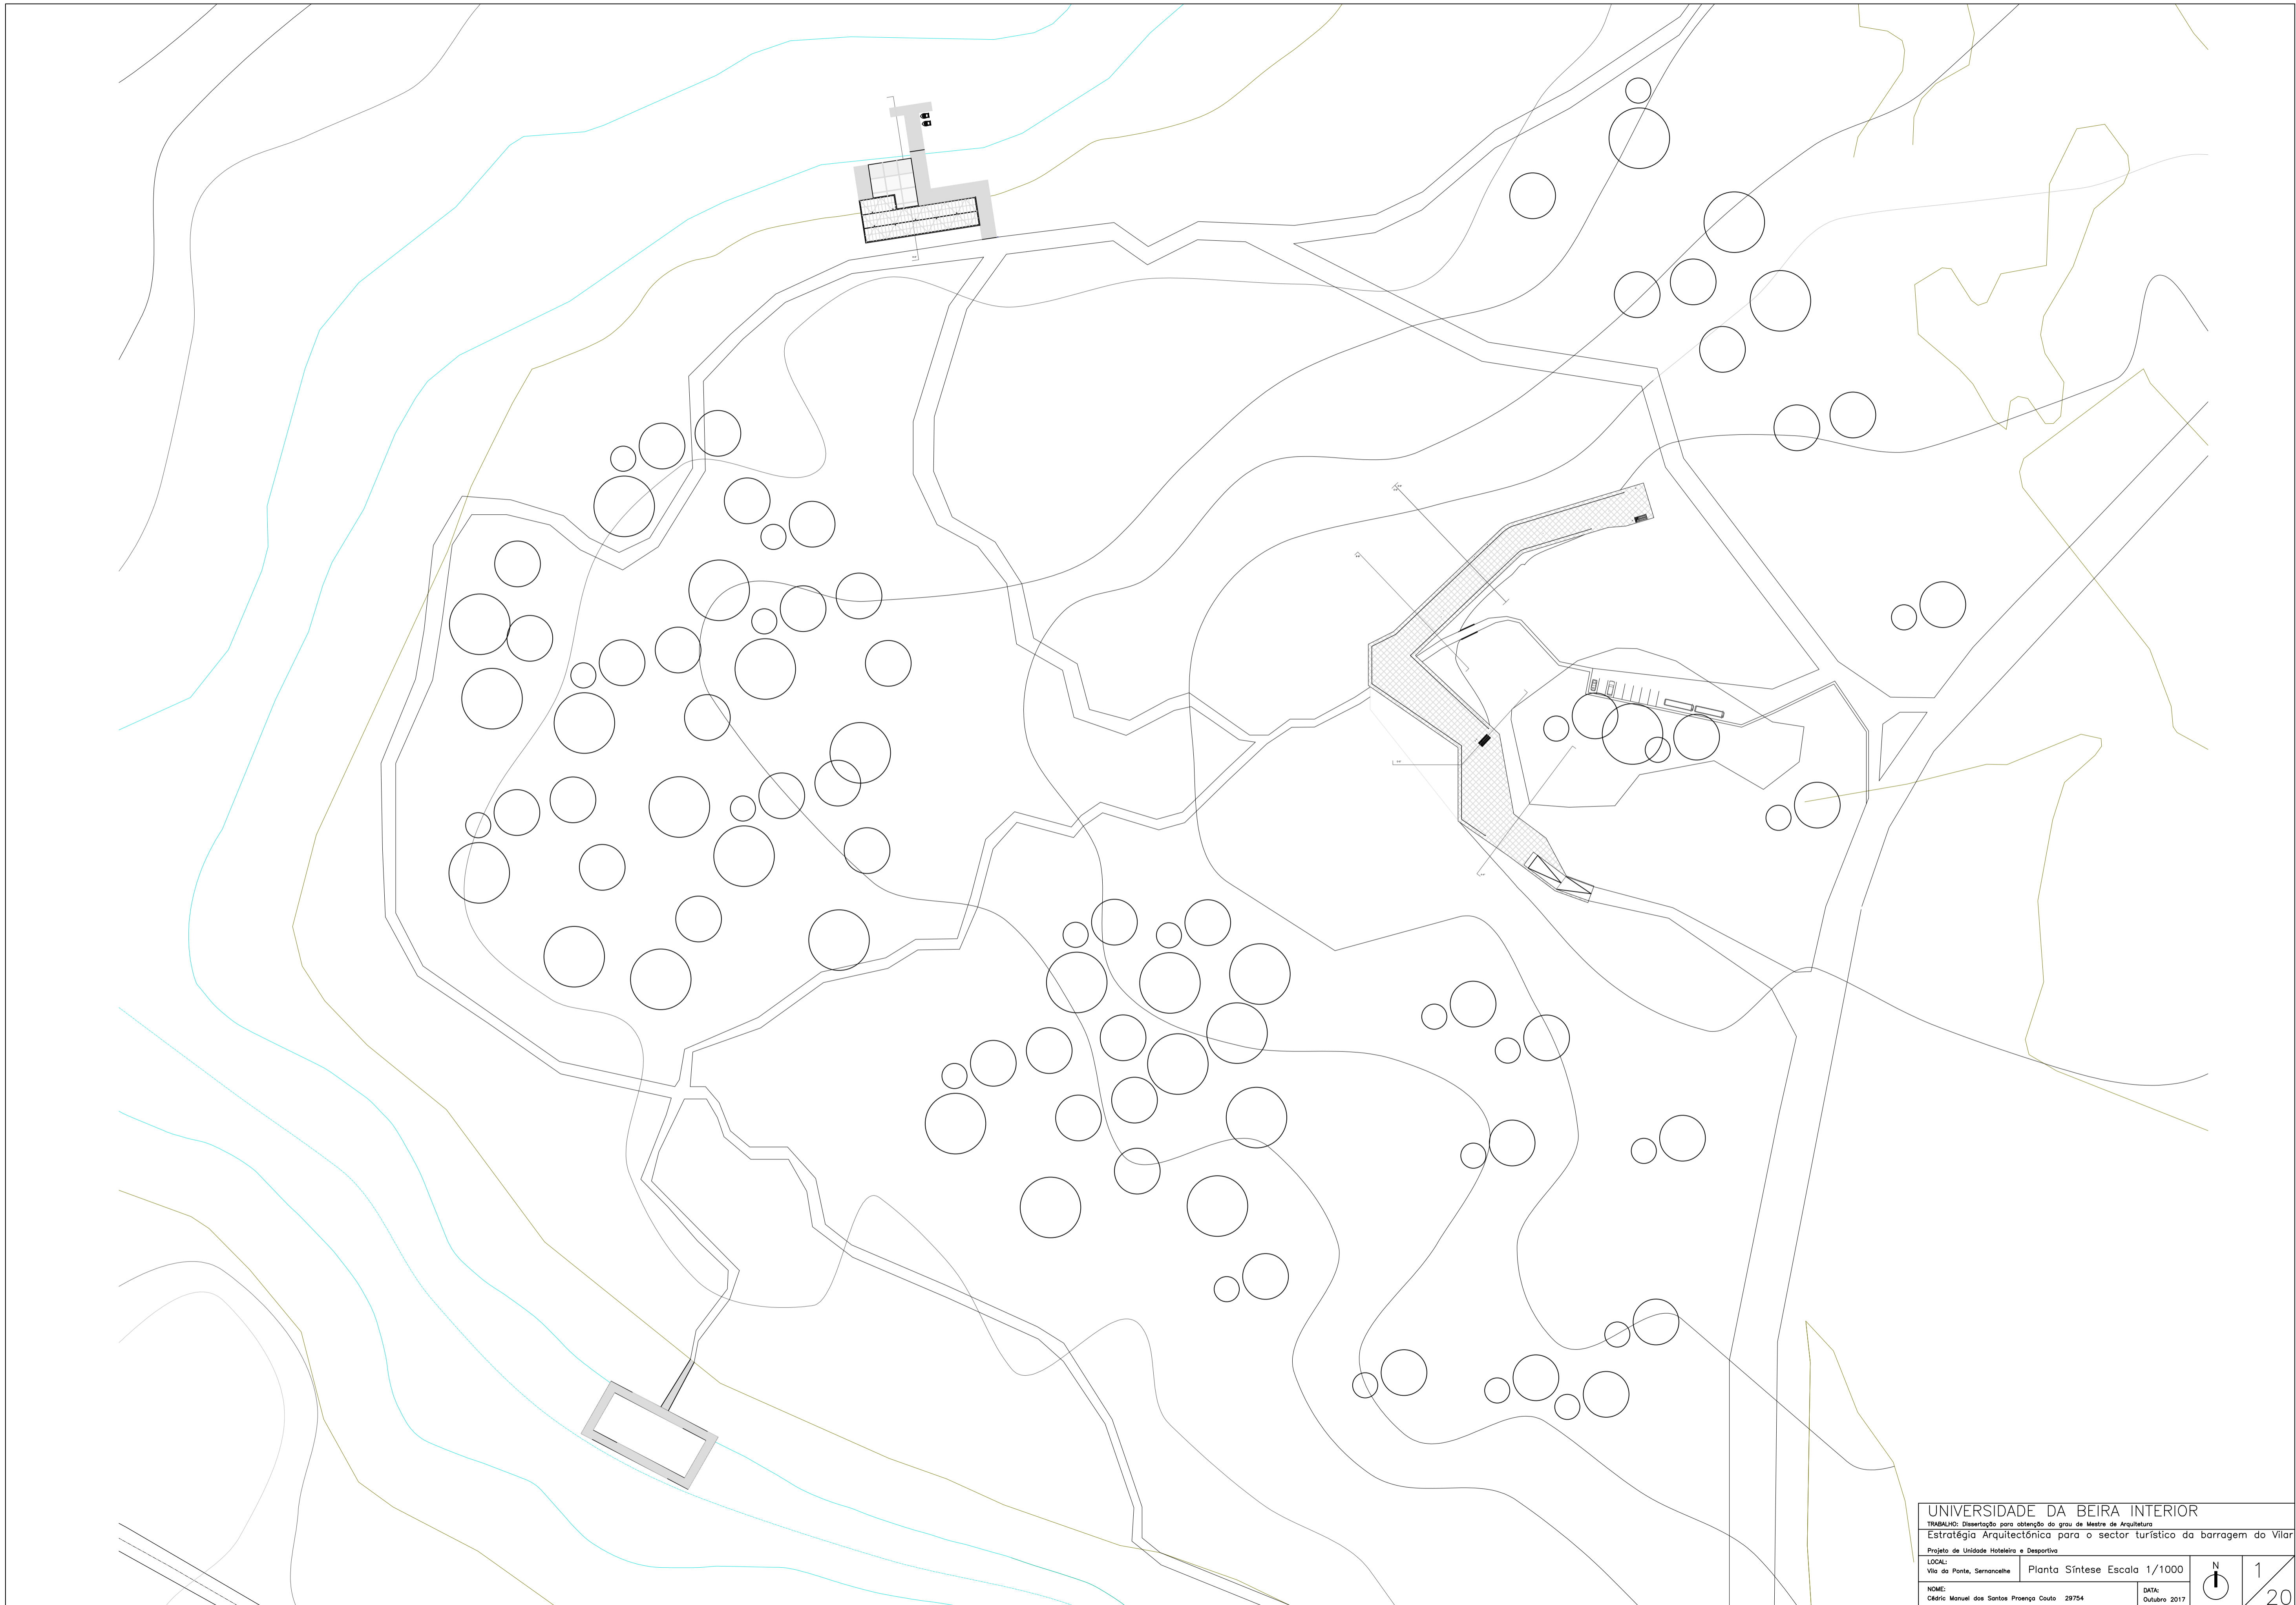 UNIVERSIDADE DA BEIRA INTERIOR
TRABALHO: Dissertação para obtenção do grau de Mestre de Arquitetura
Estratégia Arquitectónica para o sector turístico da barragem do Vilar
Projeto de Unidade Hoteleira e Desportiva
LOCAL:
Vila da Ponte, Sernancelhe
Planta Síntese Escala 1/1000
N
1/20
NOME:
Cédric Manuel dos Santos Proença Couto 29754
DATA:
Outubro 2017